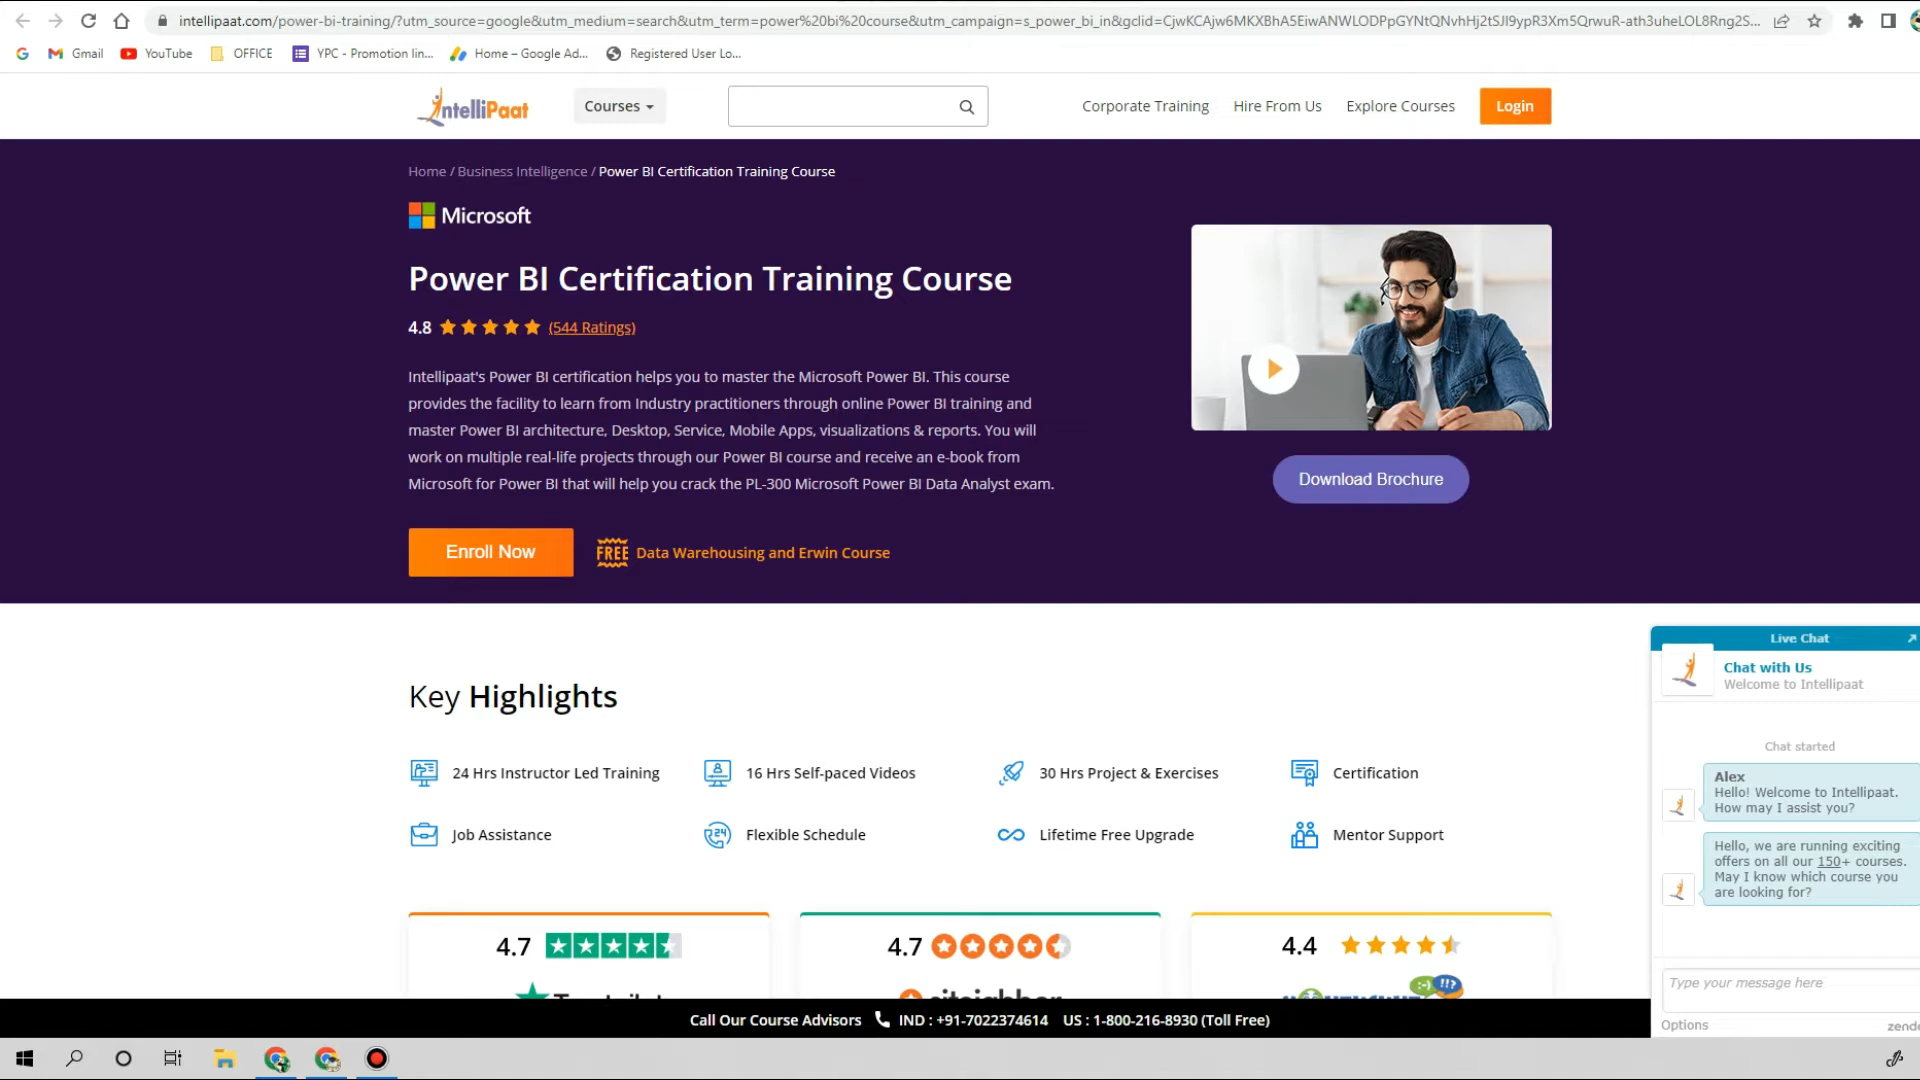 intellipaat.com/power-bi-training/?utm_source=google&utm_medium=search&utm_term=power%20bi%20course&utm_campaign=s_power_bi_in&gclid=CjwKCAjw6MKXBhA5EiwANWLODPpGYNtQNvhHj2tSJI9ypR3Xm5QrwuR-ath3uheLOL8Rng2S...
Gmail YouTube OFFICE YPC - Promotion lin... Home – Google Ad... Registered User Lo...
IntelliPaat Courses Corporate Training Hire From Us Explore Courses Login
Home / Business Intelligence / Power BI Certification Training Course
Microsoft
Power BI Certification Training Course
4.8 (544 Ratings)
Intellipaat's Power BI certification helps you to master the Microsoft Power BI. This course
provides the facility to learn from Industry practitioners through online Power BI training and
master Power BI architecture, Desktop, Service, Mobile Apps, visualizations & reports. You will
work on multiple real-life projects through our Power BI course and receive an e-book from
Microsoft for Power BI that will help you crack the PL-300 Microsoft Power BI Data Analyst exam.
Download Brochure
Enroll Now FREE Data Warehousing and Erwin Course
Key Highlights
24 Hrs Instructor Led Training 16 Hrs Self-paced Videos 30 Hrs Project & Exercises Certification
Job Assistance Flexible Schedule Lifetime Free Upgrade Mentor Support
4.7 4.7 4.4
Call Our Course Advisors IND : +91-7022374614 US : 1-800-216-8930 (Toll Free)
Live Chat
Chat with Us
Welcome to Intellipaat
Chat started
Alex
Hello! Welcome to Intellipaat.
How may I assist you?
Hello, we are running exciting
offers on all our 150+ courses.
May I know which course you
are looking for?
Type your message here
Options